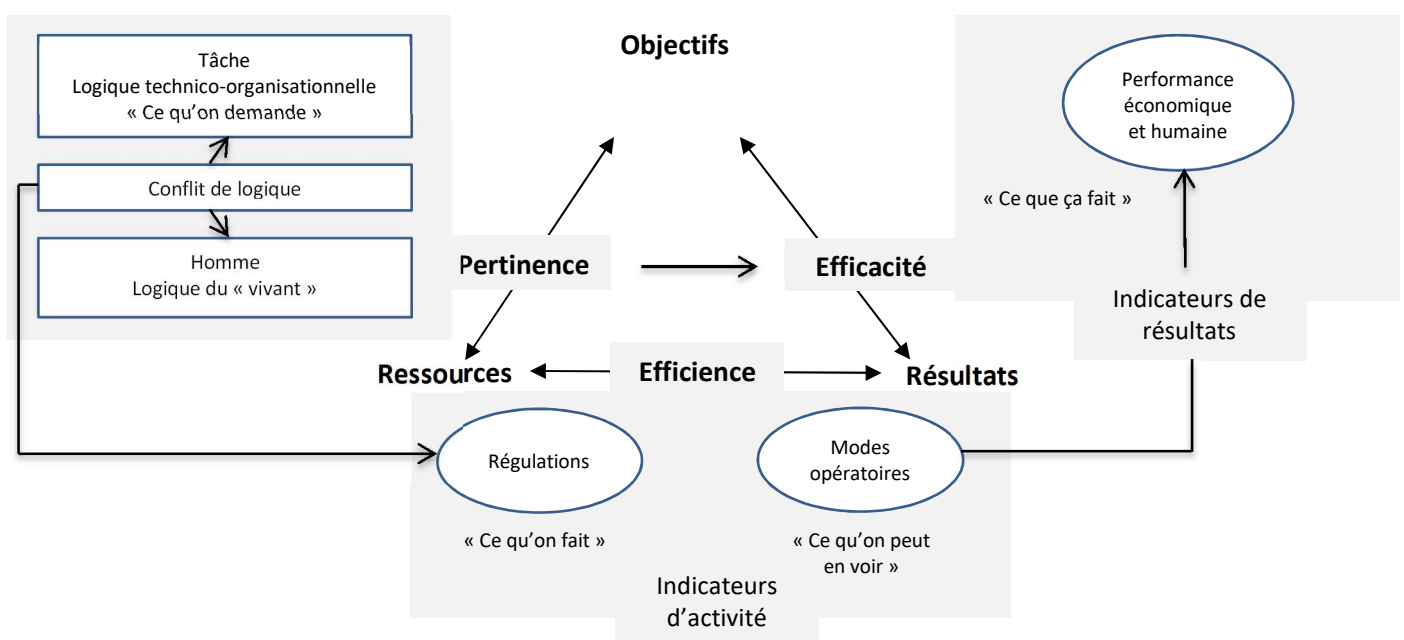 Objectifs
Tâche
Logique technico-organisationnelle
« Ce qu'on demande »
Conflit de logique
Homme
Logique du « vivant »
Performance
économique
et humaine
« Ce que ça fait »
Pertinence
Efficacité
Indicateurs de
résultats
Ressources
Efficience
Résultats
Régulations
Modes
opératoires
« Ce qu'on fait »
« Ce qu'on peut
en voir »
Indicateurs
d'activité